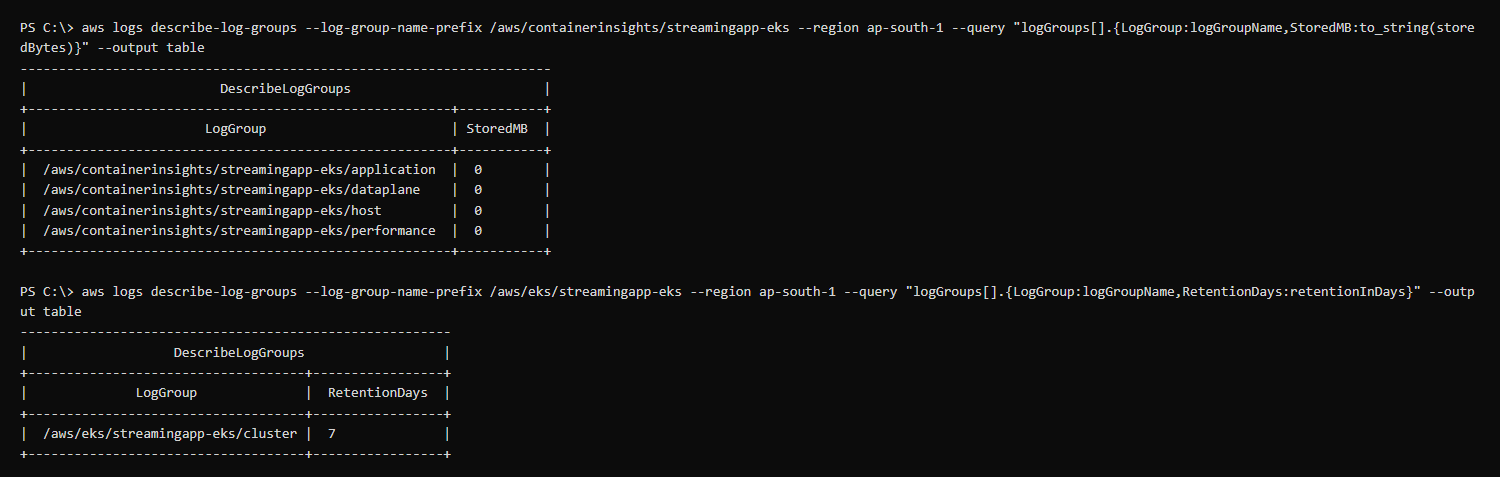 PS C:\> aws logs describe-log-groups --log-group-name-prefix /aws/containerinsights/streamingapp-eks --region ap-south-1 --query "logGroups[].{LogGroup:logGroupName,StoredMB:to_string(store
dBytes)}" --output table
---------------------------------------------------------------------
|                         DescribeLogGroups                         |
+-------------------------------------------------------+-----------+
|                       LogGroup                        | StoredMB  |
+-------------------------------------------------------+-----------+
|  /aws/containerinsights/streamingapp-eks/application  |  0        |
|  /aws/containerinsights/streamingapp-eks/dataplane    |  0        |
|  /aws/containerinsights/streamingapp-eks/host         |  0        |
|  /aws/containerinsights/streamingapp-eks/performance  |  0        |
+-------------------------------------------------------+-----------+
PS C:\> aws logs describe-log-groups --log-group-name-prefix /aws/eks/streamingapp-eks --region ap-south-1 --query "logGroups[].{LogGroup:logGroupName,RetentionDays:retentionInDays}" --outp
ut table
--------------------------------------------------------
|                   DescribeLogGroups                  |
+------------------------------------+-----------------+
|              LogGroup              |  RetentionDays  |
+------------------------------------+-----------------+
|  /aws/eks/streamingapp-eks/cluster |  7              |
+------------------------------------+-----------------+